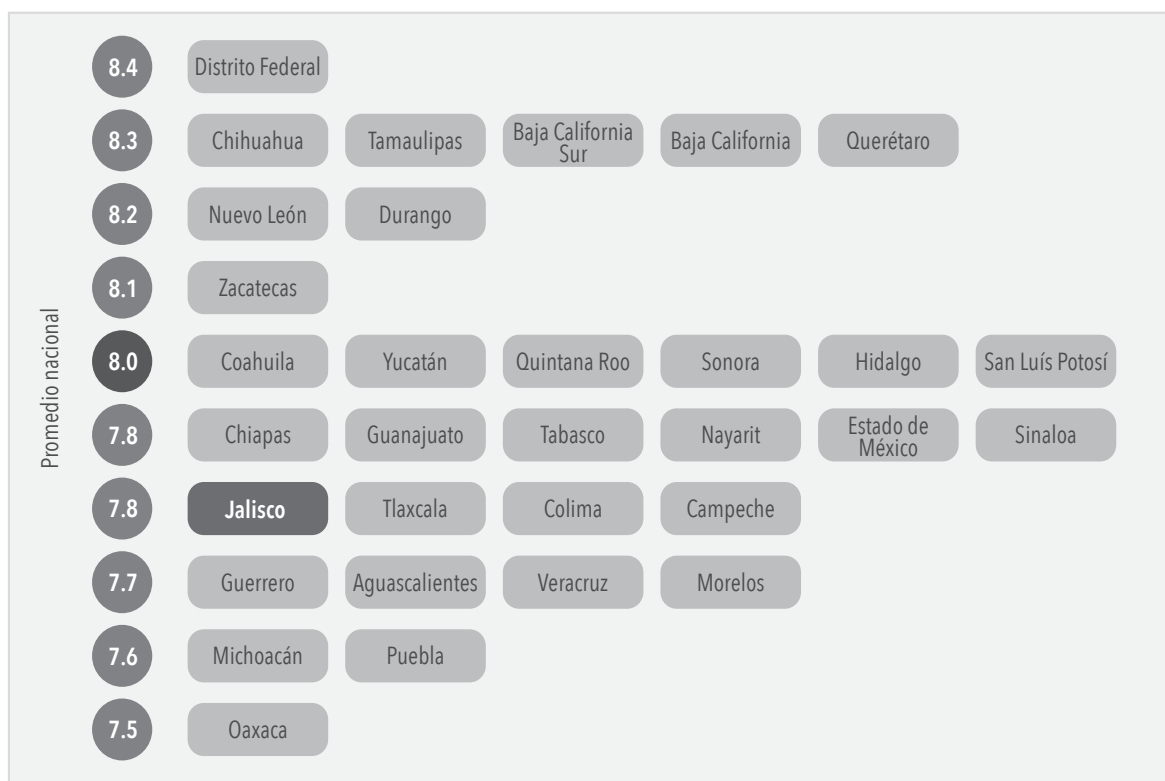 Promedio nacional
8.4 Distrito Federal
8.3 Chihuahua Tamaulipas Baja California Sur Baja California Querétaro
8.2 Nuevo León Durango
8.1 Zacatecas
8.0 Coahuila Yucatán Quintana Roo Sonora Hidalgo San Luís Potosí
7.8 Chiapas Guanajuato Tabasco Nayarit Estado de México Sinaloa
7.8 Jalisco Tlaxcala Colima Campeche
7.7 Guerrero Aguascalientes Veracruz Morelos
7.6 Michoacán Puebla
7.5 Oaxaca